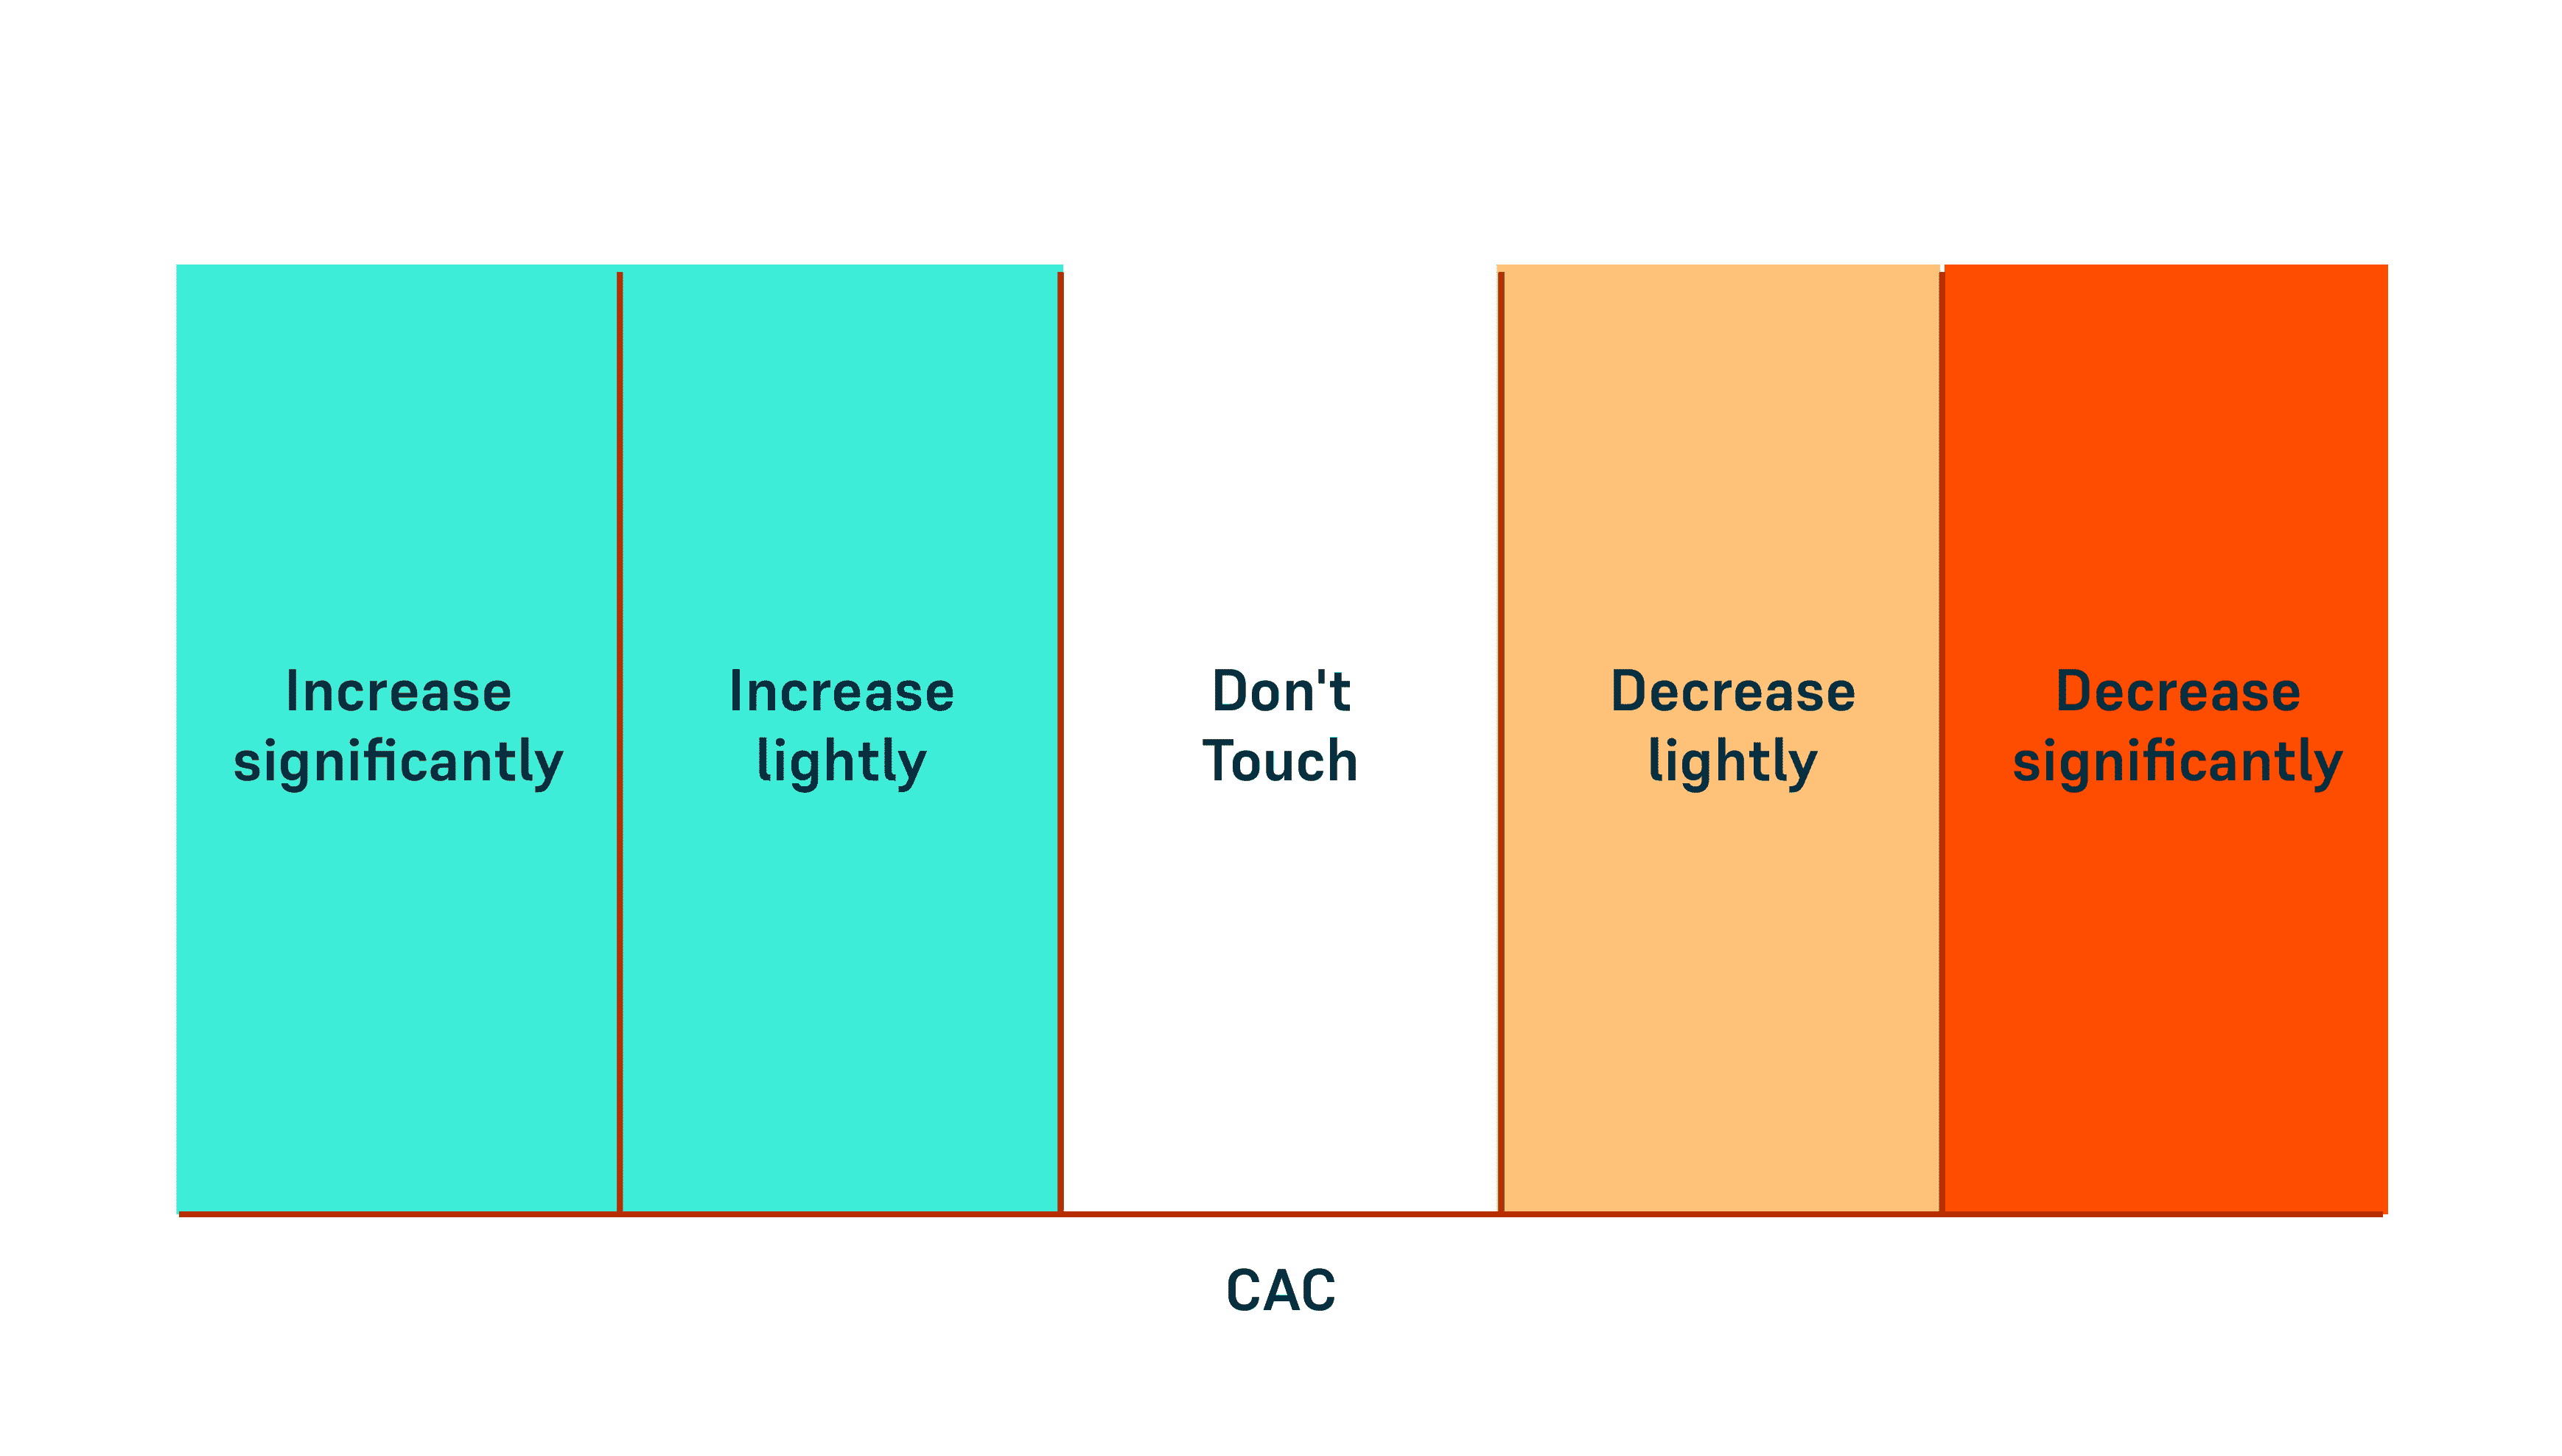 Increase
significantly
Increase
lightly
Don't
Touch
Decrease
lightly
Decrease
significantly
CAC